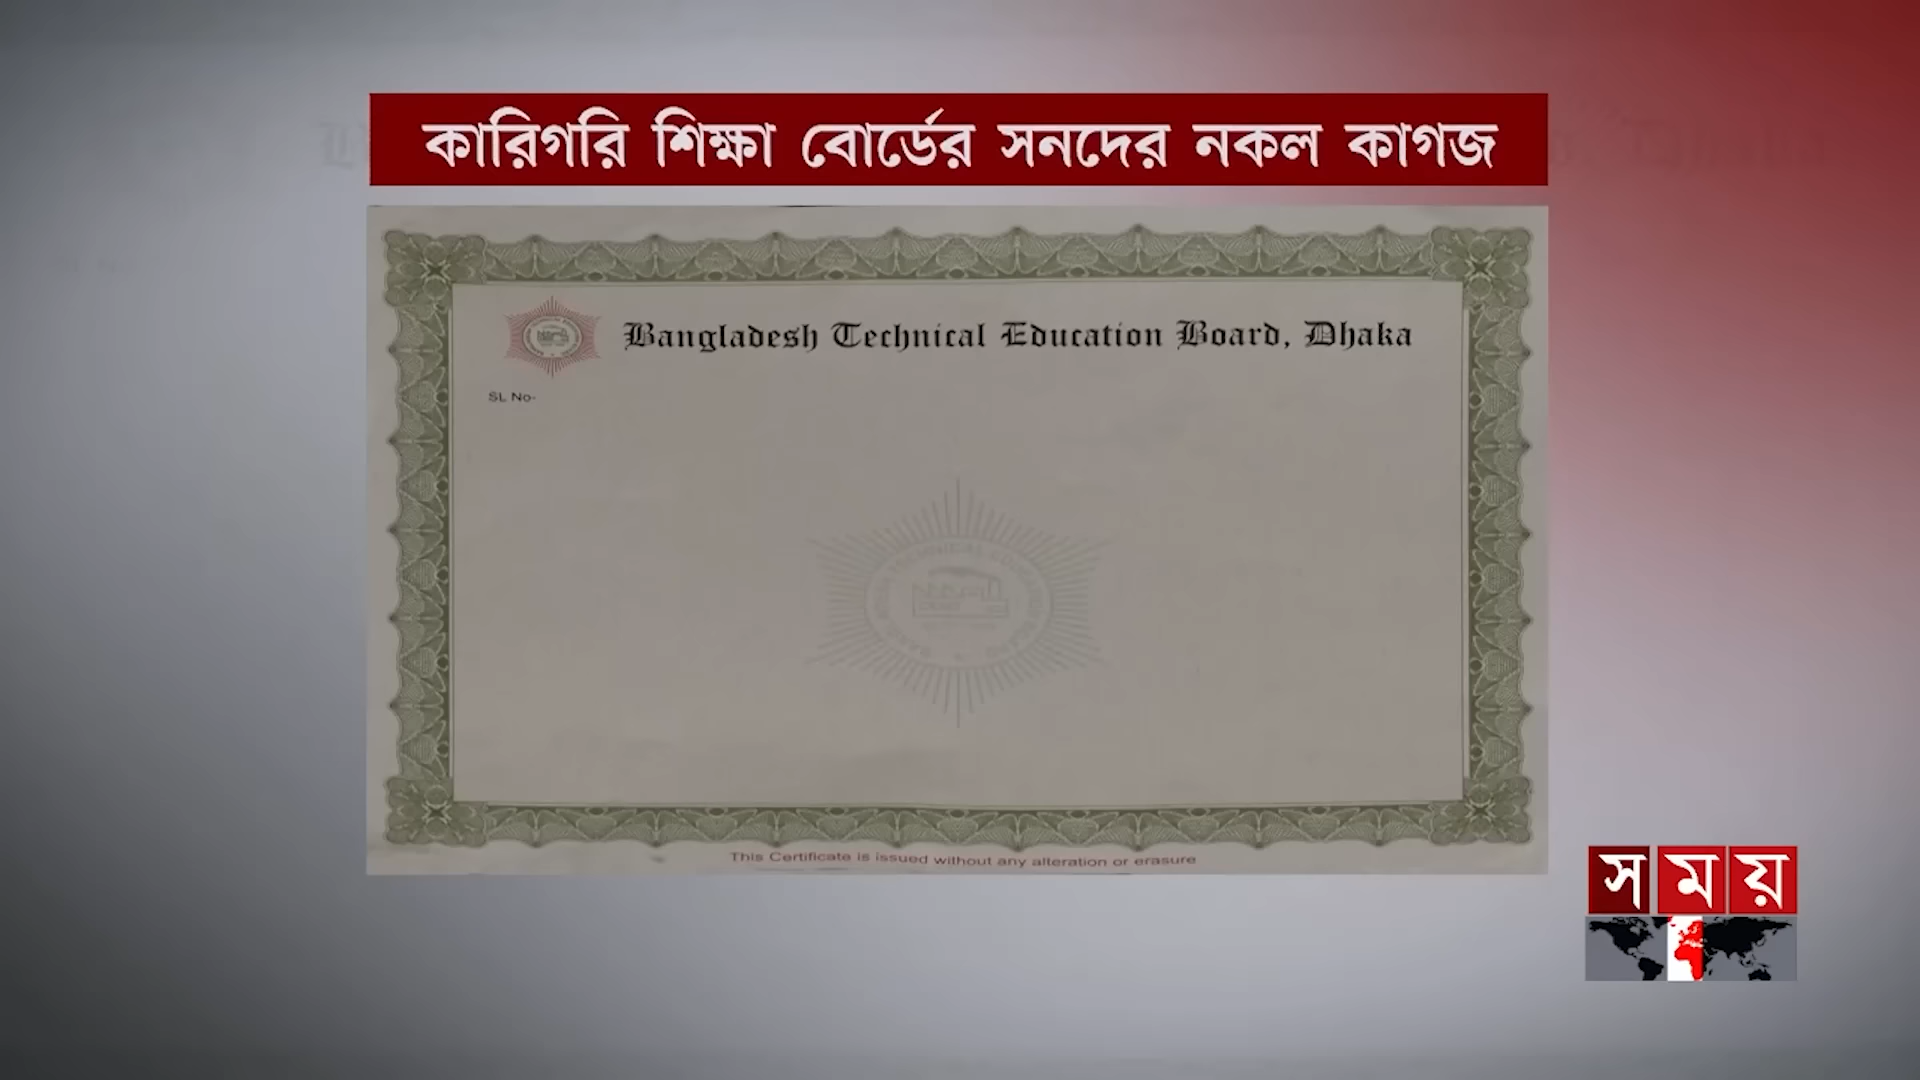 কারিগরি শিক্ষা বোর্ডের সনদের নকল কাগজ
Bangladesh Technical Education Board, Dhaka
SL No-
This Certificate is issued without any alteration or erasure
সময়